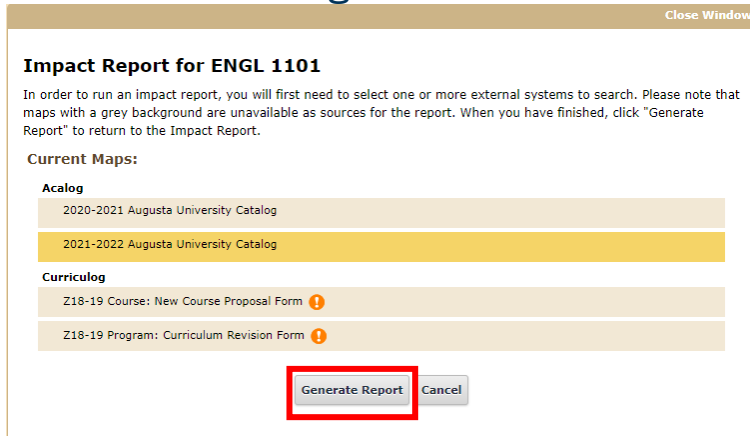 Close Window
Impact Report for ENGL 1101
In order to run an impact report, you will first need to select one or more external systems to search. Please note that
maps with a grey background are unavailable as sources for the report. When you have finished, click "Generate
Report" to return to the Impact Report.
Current Maps:
Acalog
2020-2021 Augusta University Catalog
2021-2022 Augusta University Catalog
Curriculog
Z18-19 Course: New Course Proposal Form
Z18-19 Program: Curriculum Revision Form
Generate Report Cancel